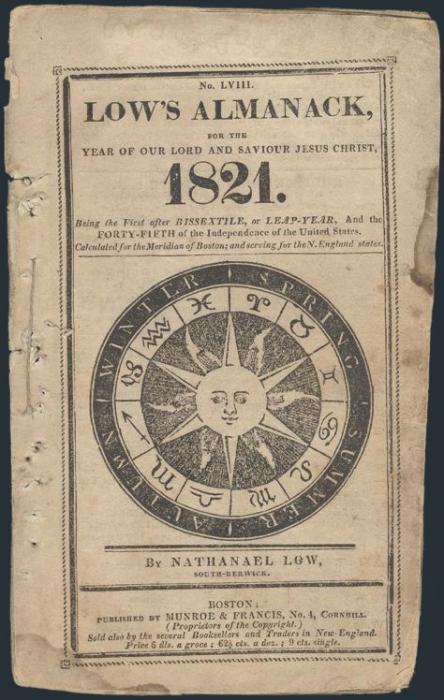 No. LVIII.
LOW'S ALMANACK,
FOR THE
YEAR OF OUR LORD AND SAVIOUR JESUS CHRIST,
1821.
Being the First after BISSEXTILE, or LEAP-YEAR, And the
FORTY-FIFTH of the Independence of the United States.
Calculated for the Meridian of Boston; and serving for the N. England states.
WINTER
SPRING
SUMMER
AUTUMN
♓ ♈ ♉ ♊ ♋ ♌ ♍ ♎ ♏ ♐ ♑ ♒
By NATHANAEL LOW,
SOUTH-BERWICK.
BOSTON:
PUBLISHED BY MUNROE & FRANCIS, No. 4, CORNHILL.
(Proprietors of the Copyright.)
Sold also by the several Booksellers and Traders in New-England.
Price 6 dls. a groce; 62½ cts. a doz.; 9 cts. single.